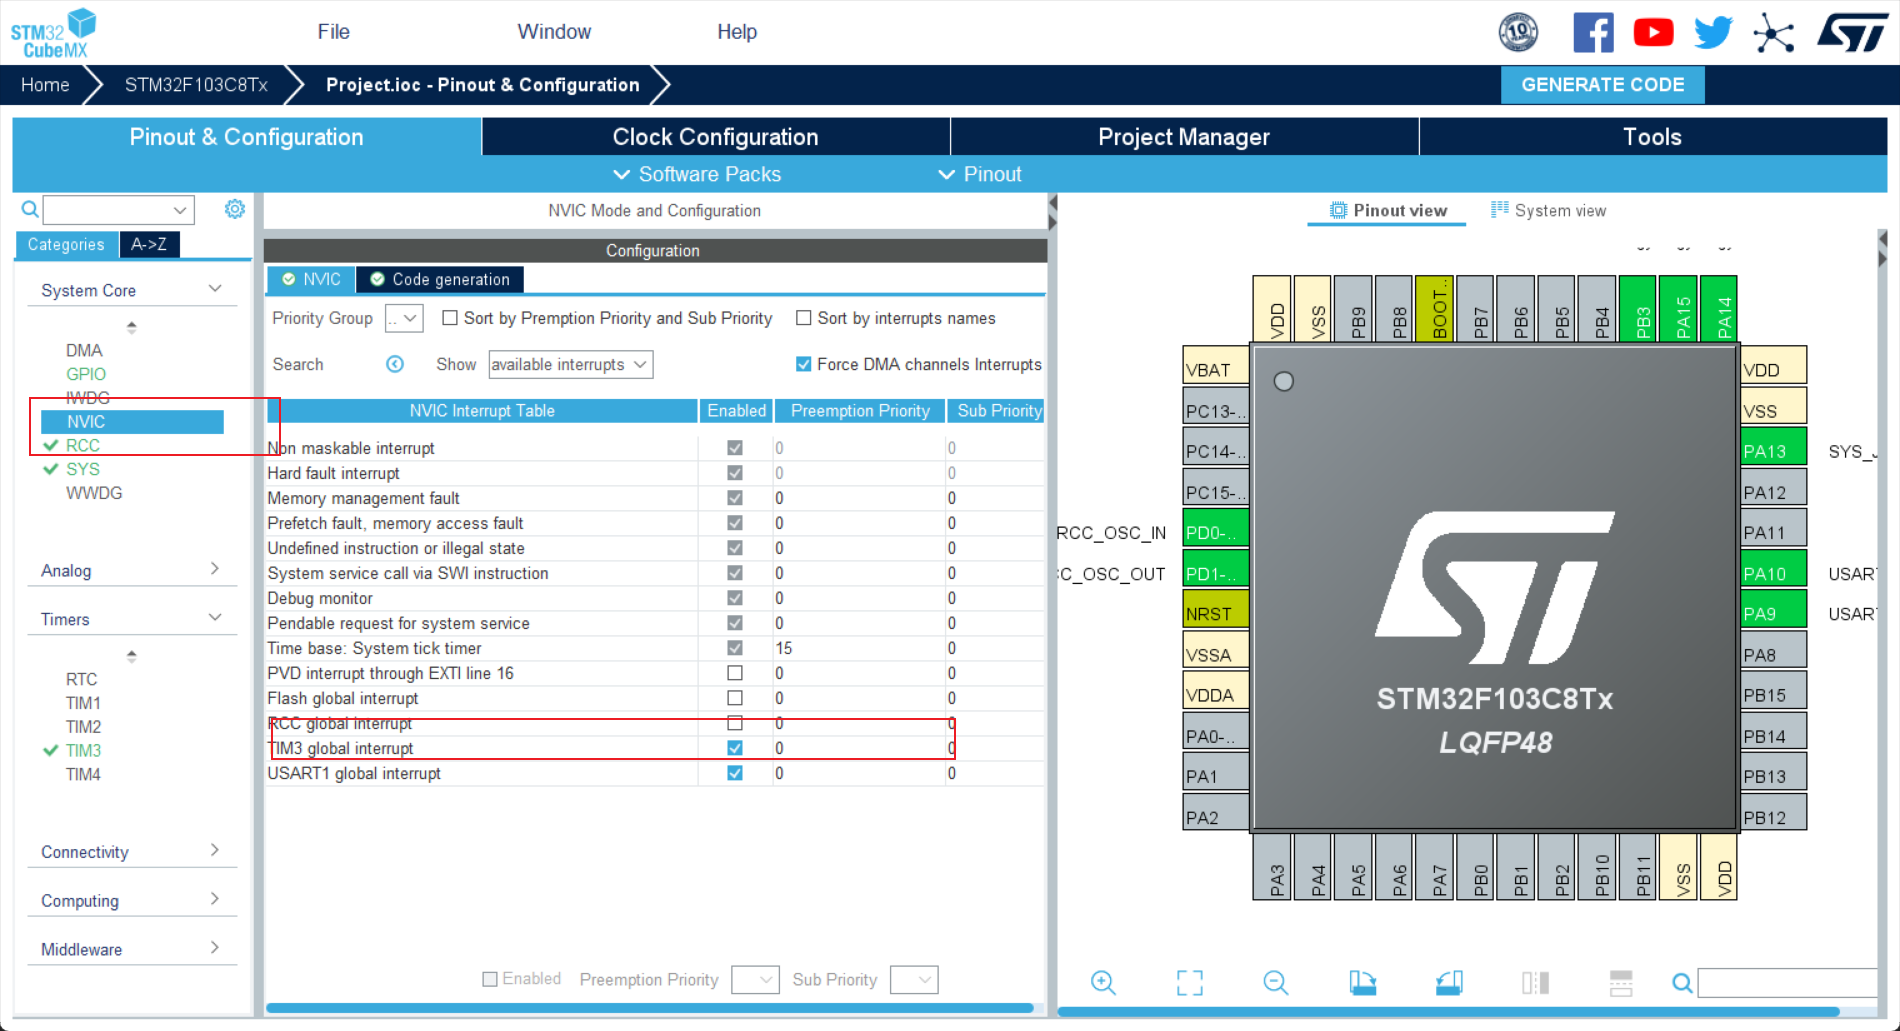 STM32
CubeMX
File
Window
Help
10
Home
STM32F103C8Tx
Project.ioc - Pinout & Configuration
GENERATE CODE
Pinout & Configuration
Clock Configuration
Project Manager
Tools
Software Packs
Pinout
Categories
A->Z
System Core
DMA
GPIO
IWDG
NVIC
RCC
SYS
WWDG
Analog
Timers
RTC
TIM1
TIM2
TIM3
TIM4
Connectivity
Computing
Middleware
NVIC Mode and Configuration
Configuration
NVIC
Code generation
Priority Group
..
Sort by Premption Priority and Sub Priority
Sort by interrupts names
Search
Show
available interrupts
Force DMA channels Interrupts
NVIC Interrupt Table Enabled Preemption Priority Sub Priority
Non maskable interrupt 0 0
Hard fault interrupt 0 0
Memory management fault 0 0
Prefetch fault, memory access fault 0 0
Undefined instruction or illegal state 0 0
System service call via SWI instruction 0 0
Debug monitor 0 0
Pendable request for system service 0 0
Time base: System tick timer 15 0
PVD interrupt through EXTI line 16 0 0
Flash global interrupt 0 0
RCC global interrupt 0 0
TIM3 global interrupt 0 0
USART1 global interrupt 0 0
Enabled
Preemption Priority
Sub Priority
Pinout view
System view
VDD
VSS
PB9
PB8
BOOT..
PB7
PB6
PB5
PB4
PB3
PA15
PA14
VBAT
PC13-..
PC14-..
PC15-..
RCC_OSC_IN
PD0-..
C_OSC_OUT
PD1-..
NRST
VSSA
VDDA
PA0-..
PA1
PA2
ST
STM32F103C8Tx
LQFP48
VDD
VSS
PA13
SYS_J
PA12
PA11
PA10
USAR
PA9
USAR
PA8
PB15
PB14
PB13
PB12
PA3
PA4
PA5
PA6
PA7
PB0
PB1
PB2
PB10
PB11
VSS
VDD